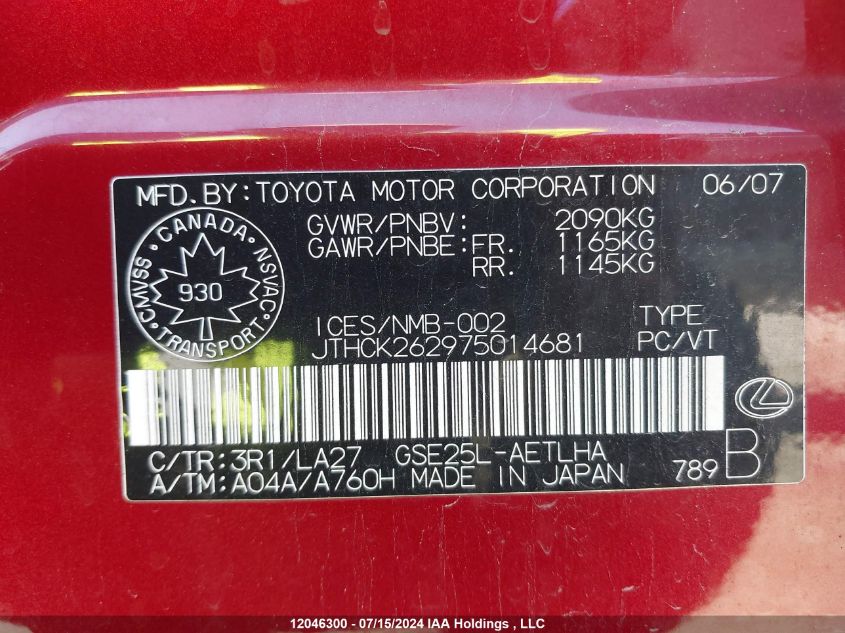 MFD.BY:TOYOTA MOTOR CORPORATION 06/07
GVWR/PNBV: 2090KG
GAWR/PNBE:FR. 1165KG
RR. 1145KG
CANADA
CMVSS NSVAC
930
TRANSPORT
ICES/NMB-002 TYPE
JTHCK262975014681 PC/VT
C/TR:3R1/LA27 GSE25L-AETLHA
A/TM:A04A/A760H MADE IN JAPAN 789 B
12046300 - 07/15/2024 IAA Holdings , LLC